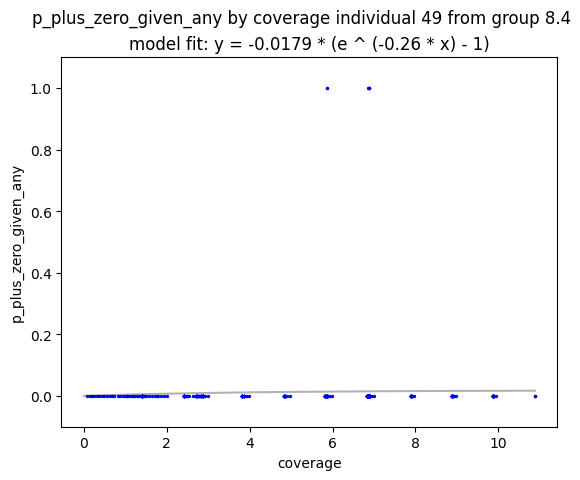 p_plus_zero_given_any by coverage individual 49 from group 8.4
model fit: y = -0.0179 * (e ^ (-0.26 * x) - 1)
1.0
0.8
0.6
0.4
0.2
0.0
p_plus_zero_given_any
0 2 4 6 8 10
coverage